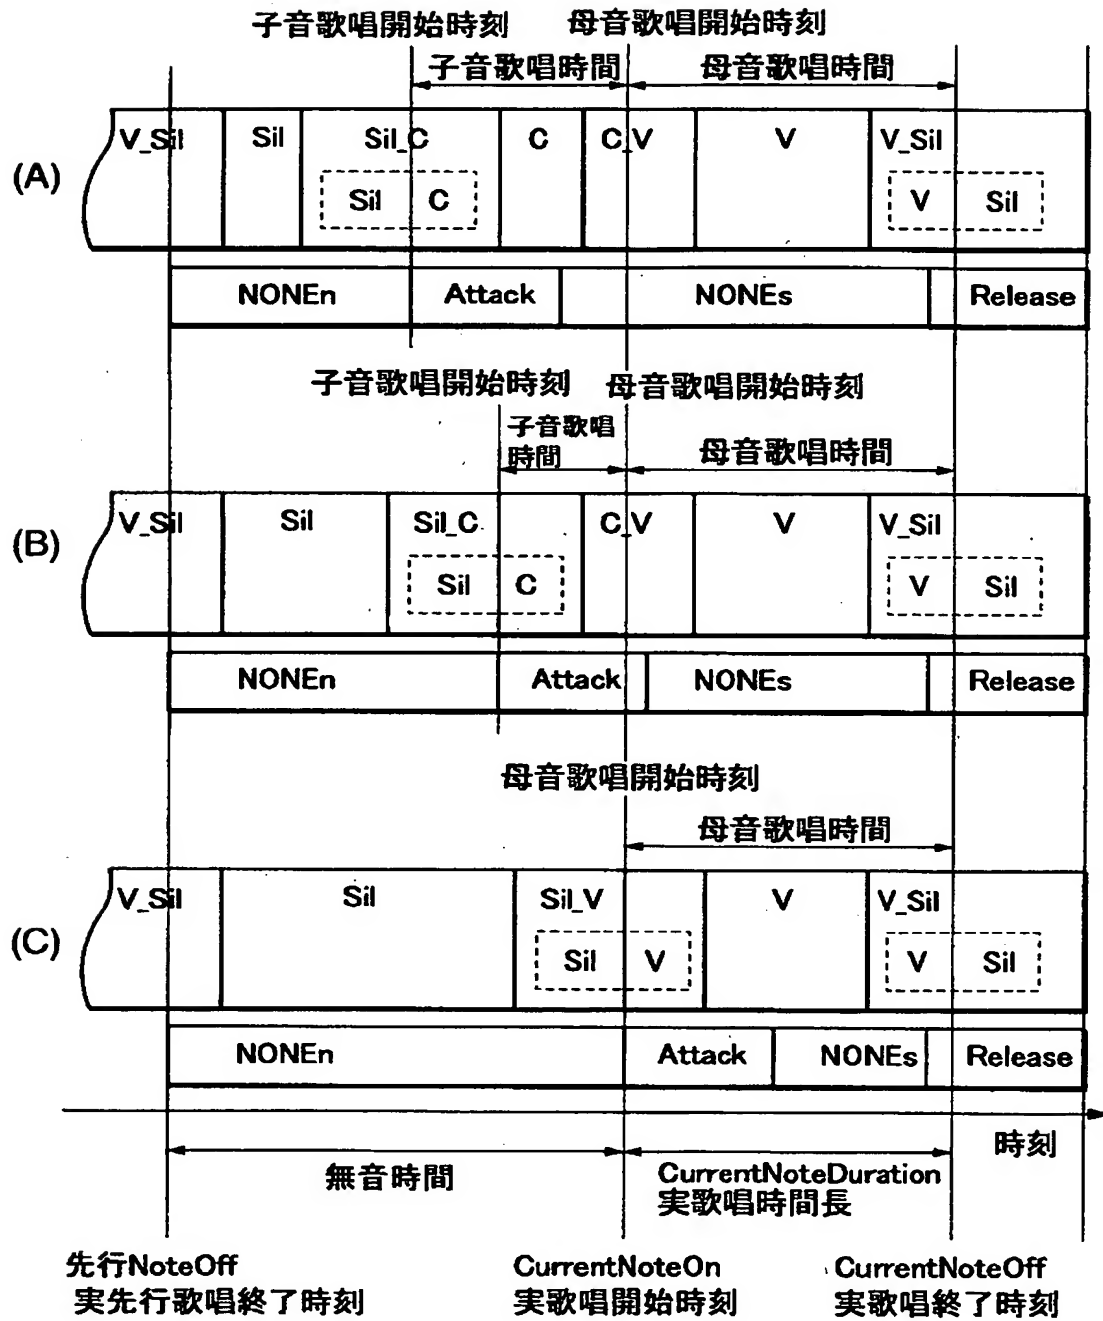 子音歌唱開始時刻 母音歌唱開始時刻
子音歌唱時間 母音歌唱時間
(A)
V_Sil Sil Sil_C C C_V V V_Sil
Sil C V Sil
NONEn Attack NONEs Release
子音歌唱開始時刻 母音歌唱開始時刻
子音歌唱
時間
母音歌唱時間
(B)
V_Sil Sil Sil_C C_V V V_Sil
Sil C V Sil
NONEn Attack NONEs Release
母音歌唱開始時刻
母音歌唱時間
(C)
V_Sil Sil Sil_V V V_Sil
Sil V V Sil
NONEn Attack NONEs Release
時刻
無音時間
CurrentNoteDuration
実歌唱時間長
先行NoteOff
実先行歌唱終了時刻
CurrentNoteOn
実歌唱開始時刻
CurrentNoteOff
実歌唱終了時刻